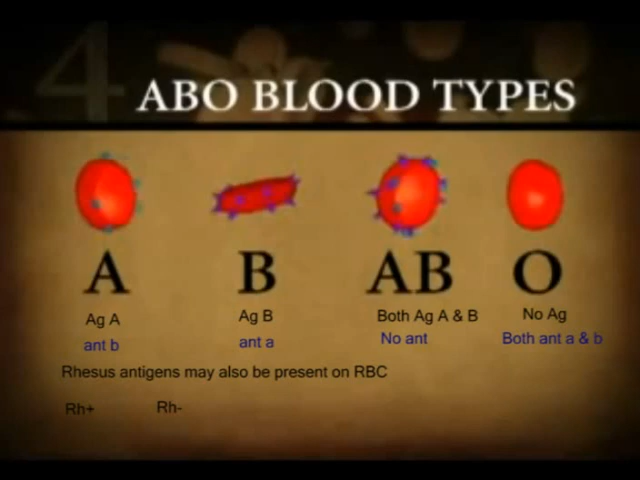 4
ABO BLOOD TYPES
A B AB O
Ag A Ag B Both Ag A & B No Ag
ant b ant a No ant Both ant a & b
Rhesus antigens may also be present on RBC
Rh+ Rh-